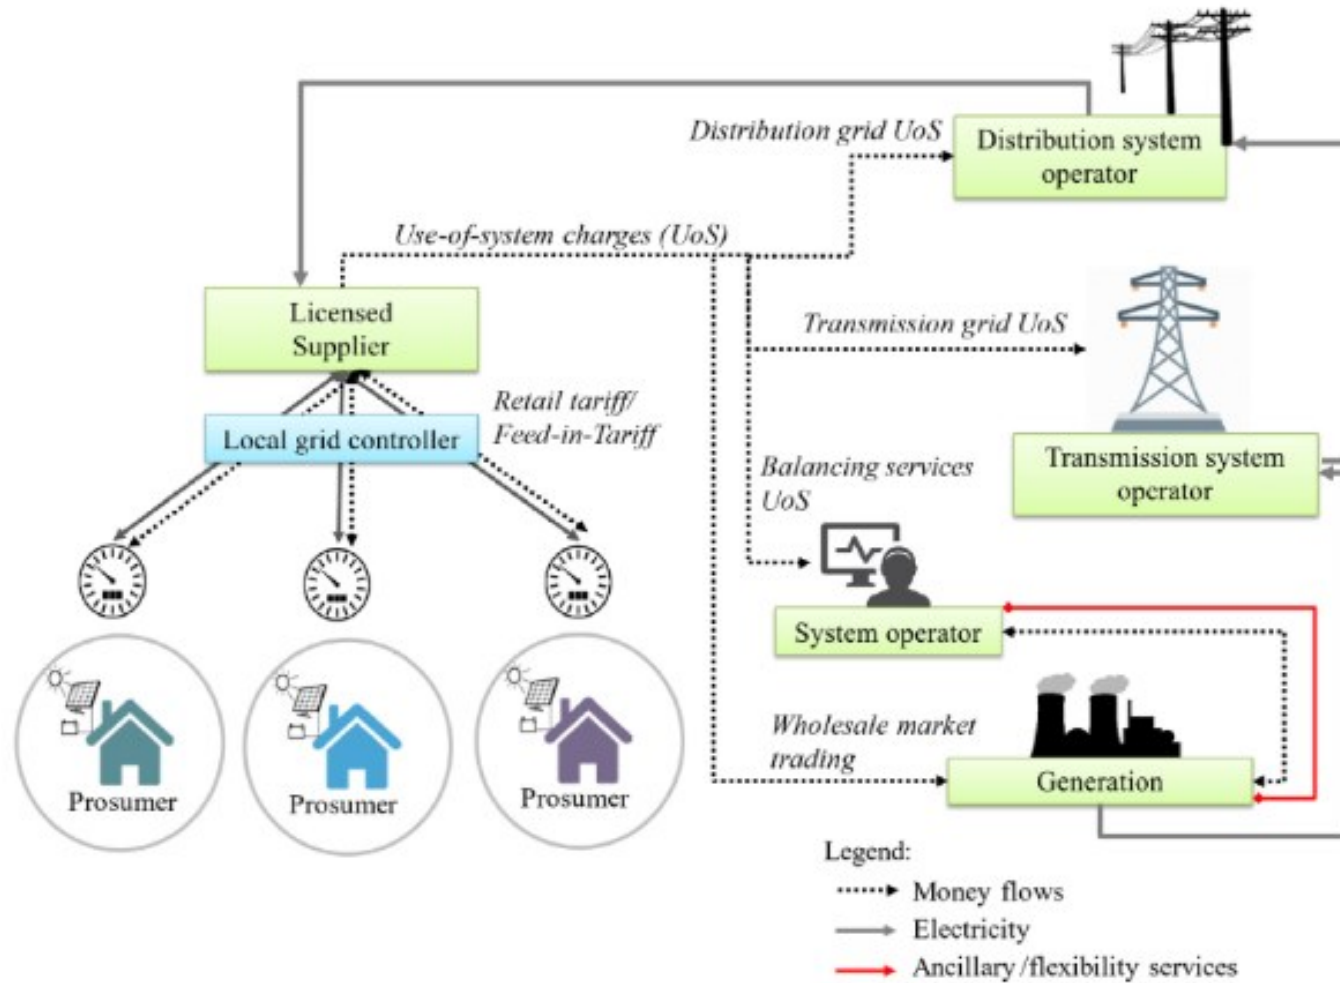 Distribution grid UoS
Distribution system
operator
Use-of-system charges (UoS)
Licensed
Supplier
Transmission grid UoS
Retail tariff/
Feed-in-Tariff
Local grid controller
Transmission system
operator
Balancing services
UoS
System operator
Wholesale market
trading
Generation
Prosumer
Prosumer
Prosumer
Legend:
Money flows
Electricity
Ancillary/flexibility services